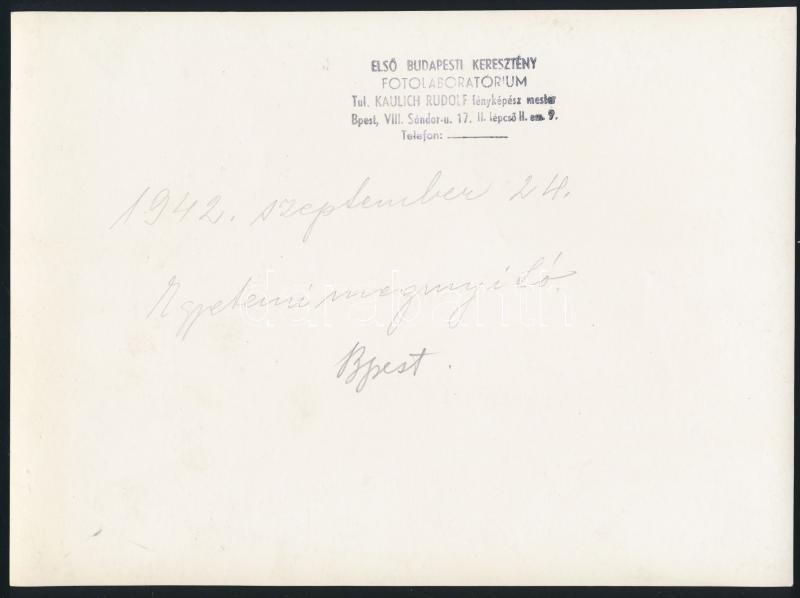 ELSŐ BUDAPESTI KERESZTÉNY
FOTOLABORATÓRIUM
Tul. KAULICH RUDOLF fényképész mester
Bpest, VIII. Sándor-u. 17. II. lépcső II. em. 9.
Telefon:
1942. szeptember 24.
Egyetemi megnyitó.
Bpest.
darabanth